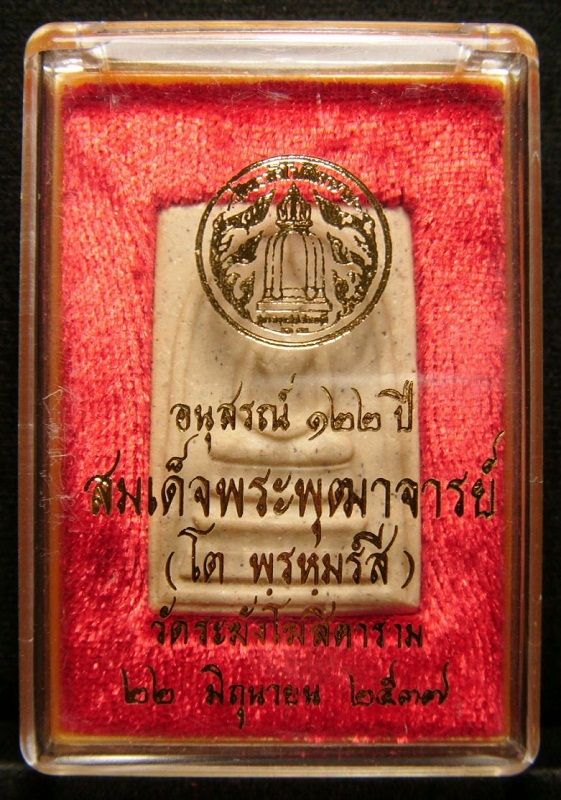 อนุสรณ์ ๑๒๒ ปี
สมเด็จพระพุฒาจารย์
(โต พฺรหฺมรํสี)
วัดระฆังโฆสิตาราม
๒๒ มิถุนายน ๒๕๓๗